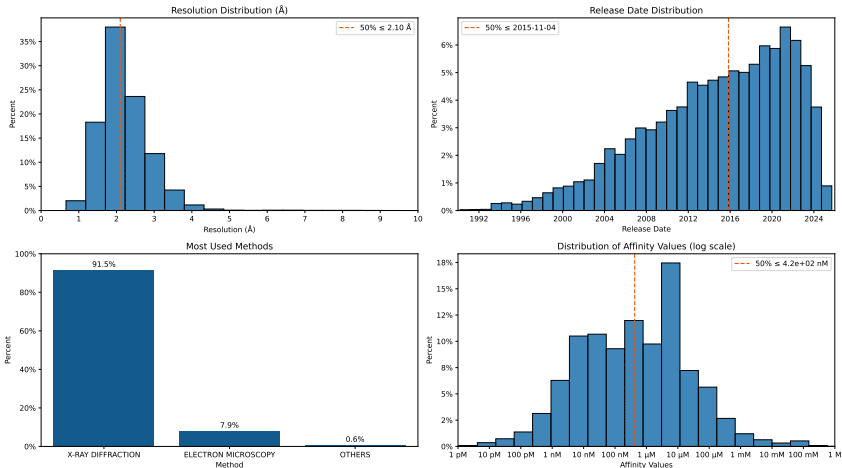 Resolution Distribution (Å)
50% ≤ 2.10 Å
35%
30%
25%
20%
15%
10%
5%
0%
Percent
0 1 2 3 4 5 6 7 8 9 10
Resolution (Å)
Release Date Distribution
50% ≤ 2015-11-04
6%
5%
4%
3%
2%
1%
0%
Percent
1992 1996 2000 2004 2008 2012 2016 2020 2024
Release Date
Most Used Methods
100%
80%
60%
40%
20%
0%
Percent
91.5%
7.9%
0.6%
X-RAY DIFFRACTION ELECTRON MICROSCOPY OTHERS
Method
Distribution of Affinity Values (log scale)
50% ≤ 4.2e+02 nM
18%
15%
12%
10%
8%
5%
2%
0%
Percent
1 pM 10 pM 100 pM 1 nM 10 nM 100 nM 1 µM 10 µM 100 µM 1 mM 10 mM 100 mM 1 M
Affinity Values